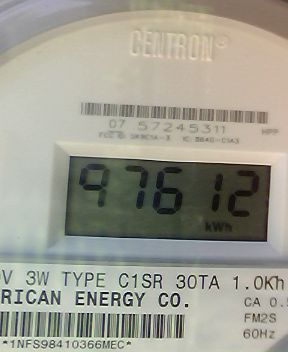 CENTRON®
07 57245311 HPP
97612
kWh
V 3W TYPE C1SR 30TA 1.0Kh
RICAN ENERGY CO.
CA 0.5
FM2S
60Hz
*1NFS98410366MEC*